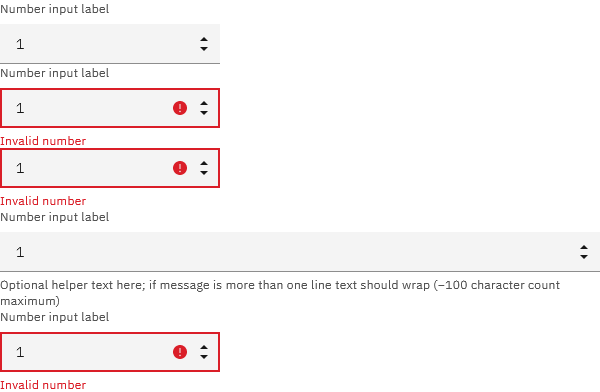 Number input label
1
Number input label
1
Invalid number
1
Invalid number
Number input label
1
Optional helper text here; if message is more than one line text should wrap (~100 character count
maximum)
Number input label
1
Invalid number